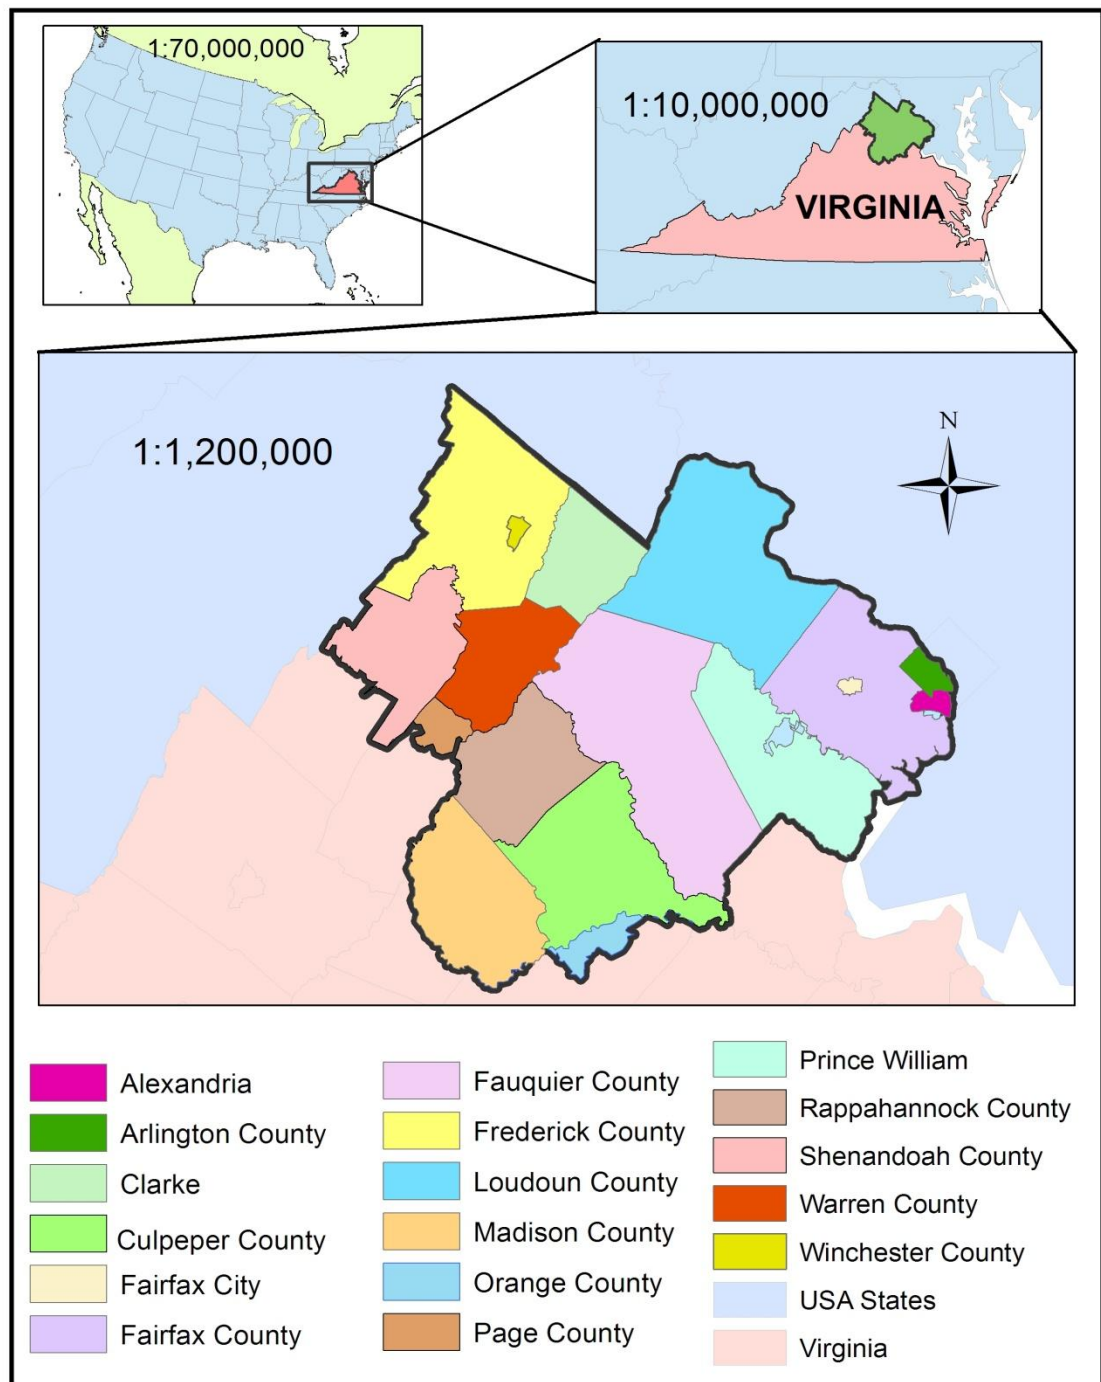 1:70,000,000
1:10,000,000
VIRGINIA
1:1,200,000
N
Alexandria
Arlington County
Clarke
Culpeper County
Fairfax City
Fairfax County
Fauquier County
Frederick County
Loudoun County
Madison County
Orange County
Page County
Prince William
Rappahannock County
Shenandoah County
Warren County
Winchester County
USA States
Virginia